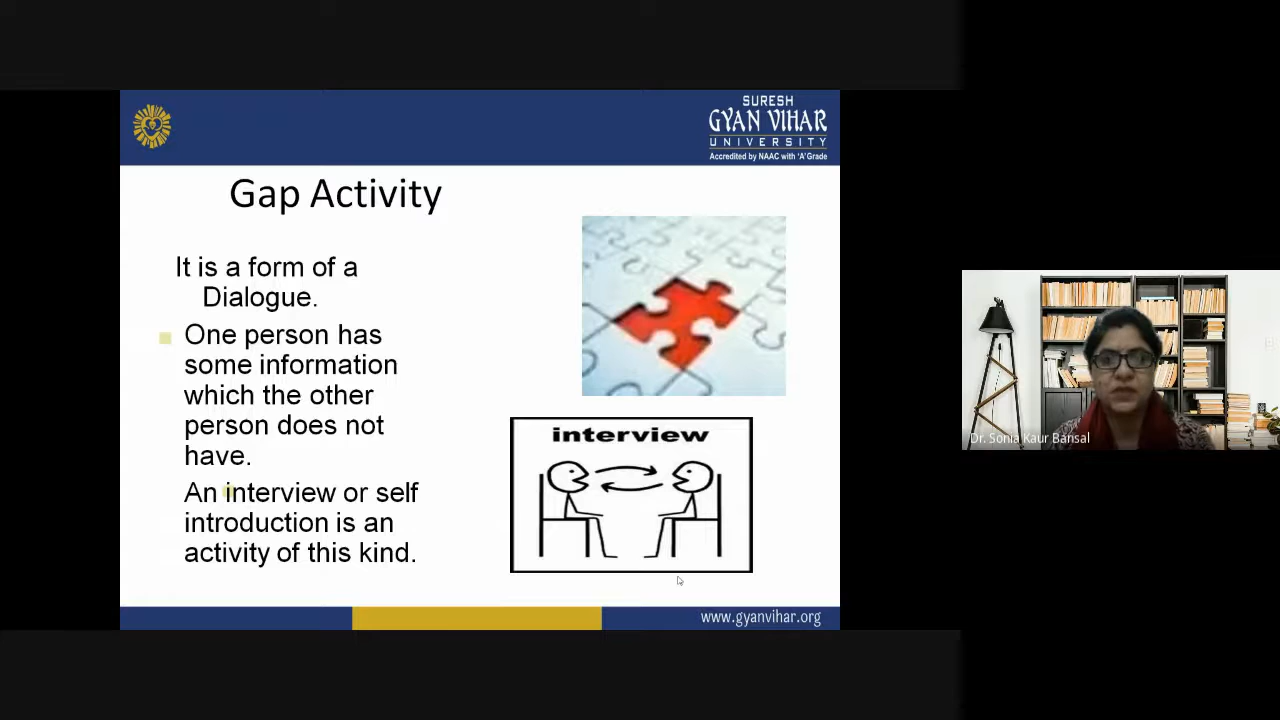 SURESH
GYAN VIHAR
UNIVERSITY
Accredited by NAAC with 'A' Grade
Gap Activity
It is a form of a
Dialogue.
One person has
some information
which the other
person does not
have.
An interview or self
introduction is an
activity of this kind.
interview
www.gyanvihar.org
Dr. Sonia Kaur Bansal